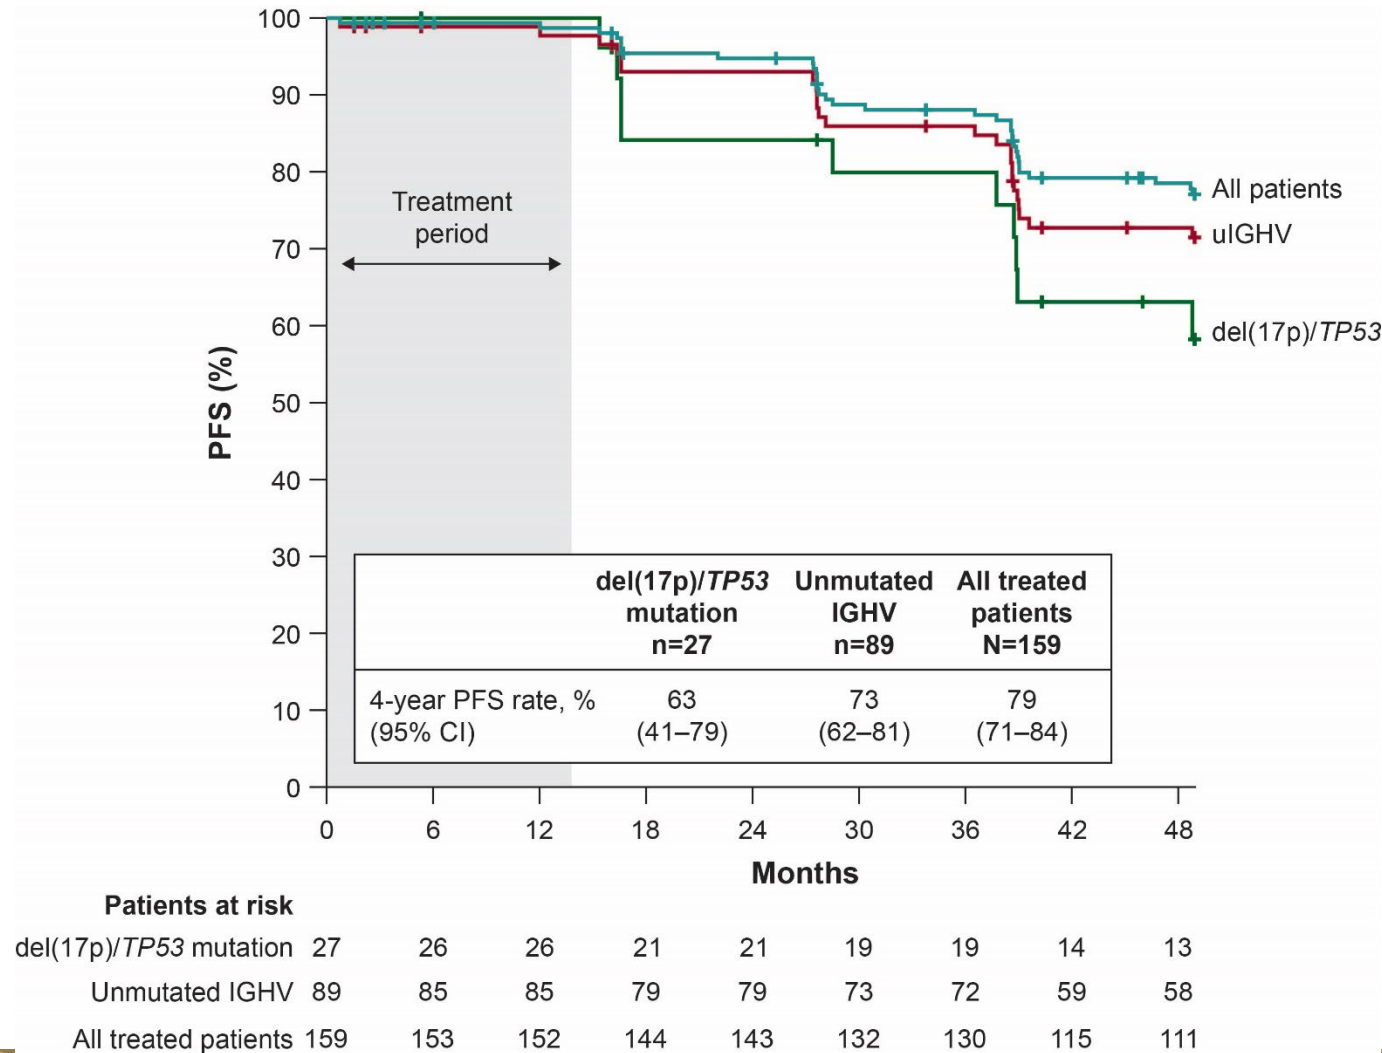 100
90
80
70
60
50
40
30
20
10
0
PFS (%)
Treatment
period
All patients
uIGHV
del(17p)/TP53
del(17p)/TP53 Unmutated All treated
mutation IGHV patients
n=27 n=89 N=159
4-year PFS rate, % 63 73 79
(95% CI) (41–79) (62–81) (71–84)
0 6 12 18 24 30 36 42 48
Months
Patients at risk
del(17p)/TP53 mutation 27 26 26 21 21 19 19 14 13
Unmutated IGHV 89 85 85 79 79 73 72 59 58
All treated patients 159 153 152 144 143 132 130 115 111